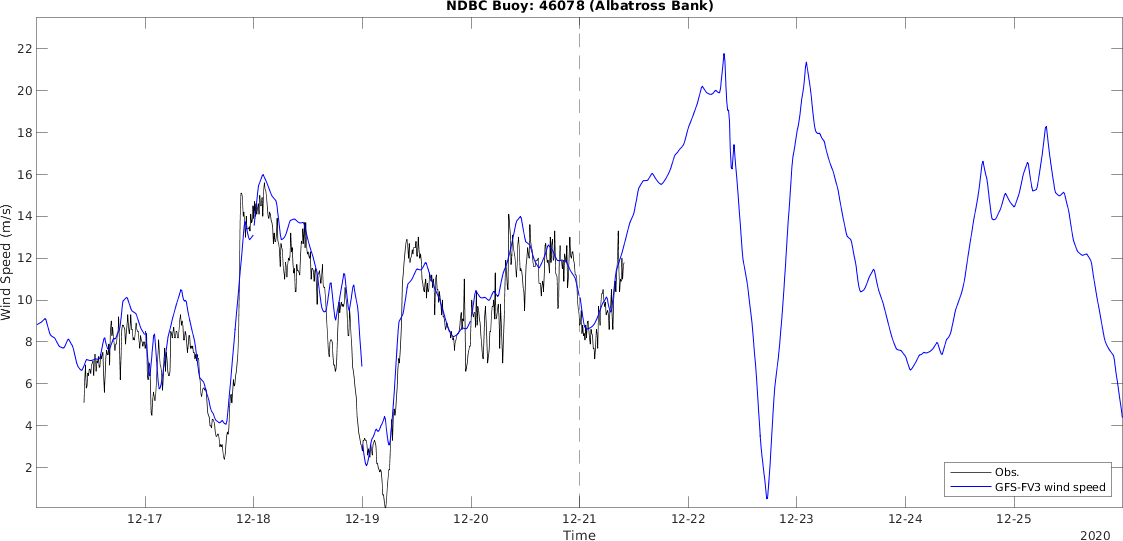 NDBC Buoy: 46078 (Albatross Bank)
Wind Speed (m/s)
22
20
18
16
14
12
10
8
6
4
2
Obs.
GFS-FV3 wind speed
12-17 12-18 12-19 12-20 12-21 12-22 12-23 12-24 12-25
Time
2020